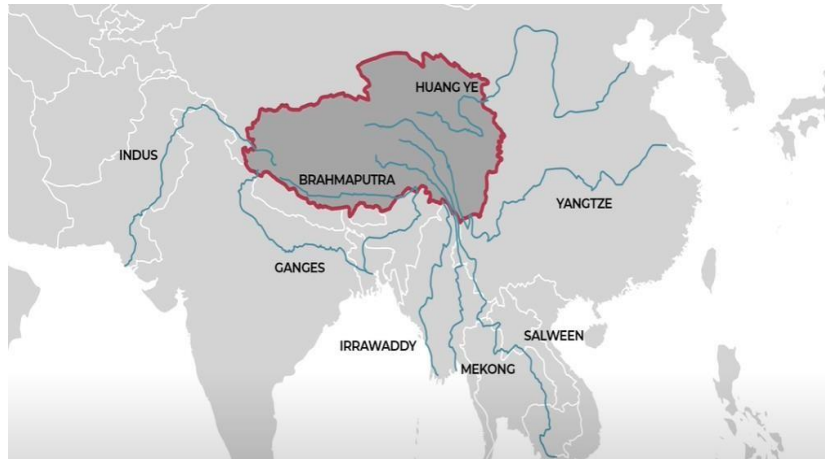 HUANG YE
INDUS
BRAHMAPUTRA
YANGTZE
GANGES
SALWEEN
IRRAWADDY
MEKONG